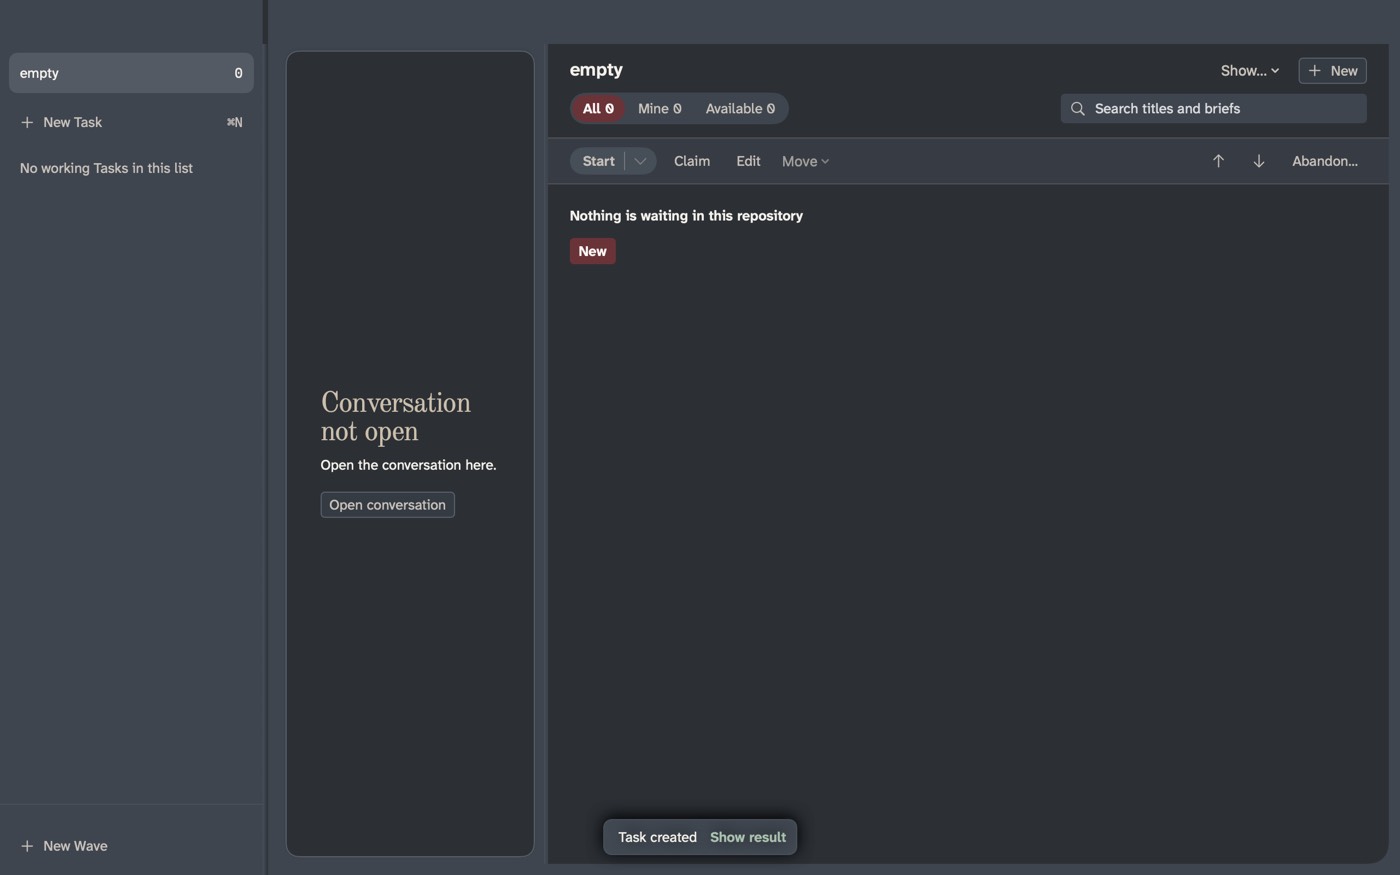 empty 0
New Task ⌘N
No working Tasks in this list
New Wave
Conversation
not open
Open the conversation here.
Open conversation
empty
Show... New
All 0 Mine 0 Available 0
Search titles and briefs
Start Claim Edit Move Abandon...
Nothing is waiting in this repository
New
Task created Show result